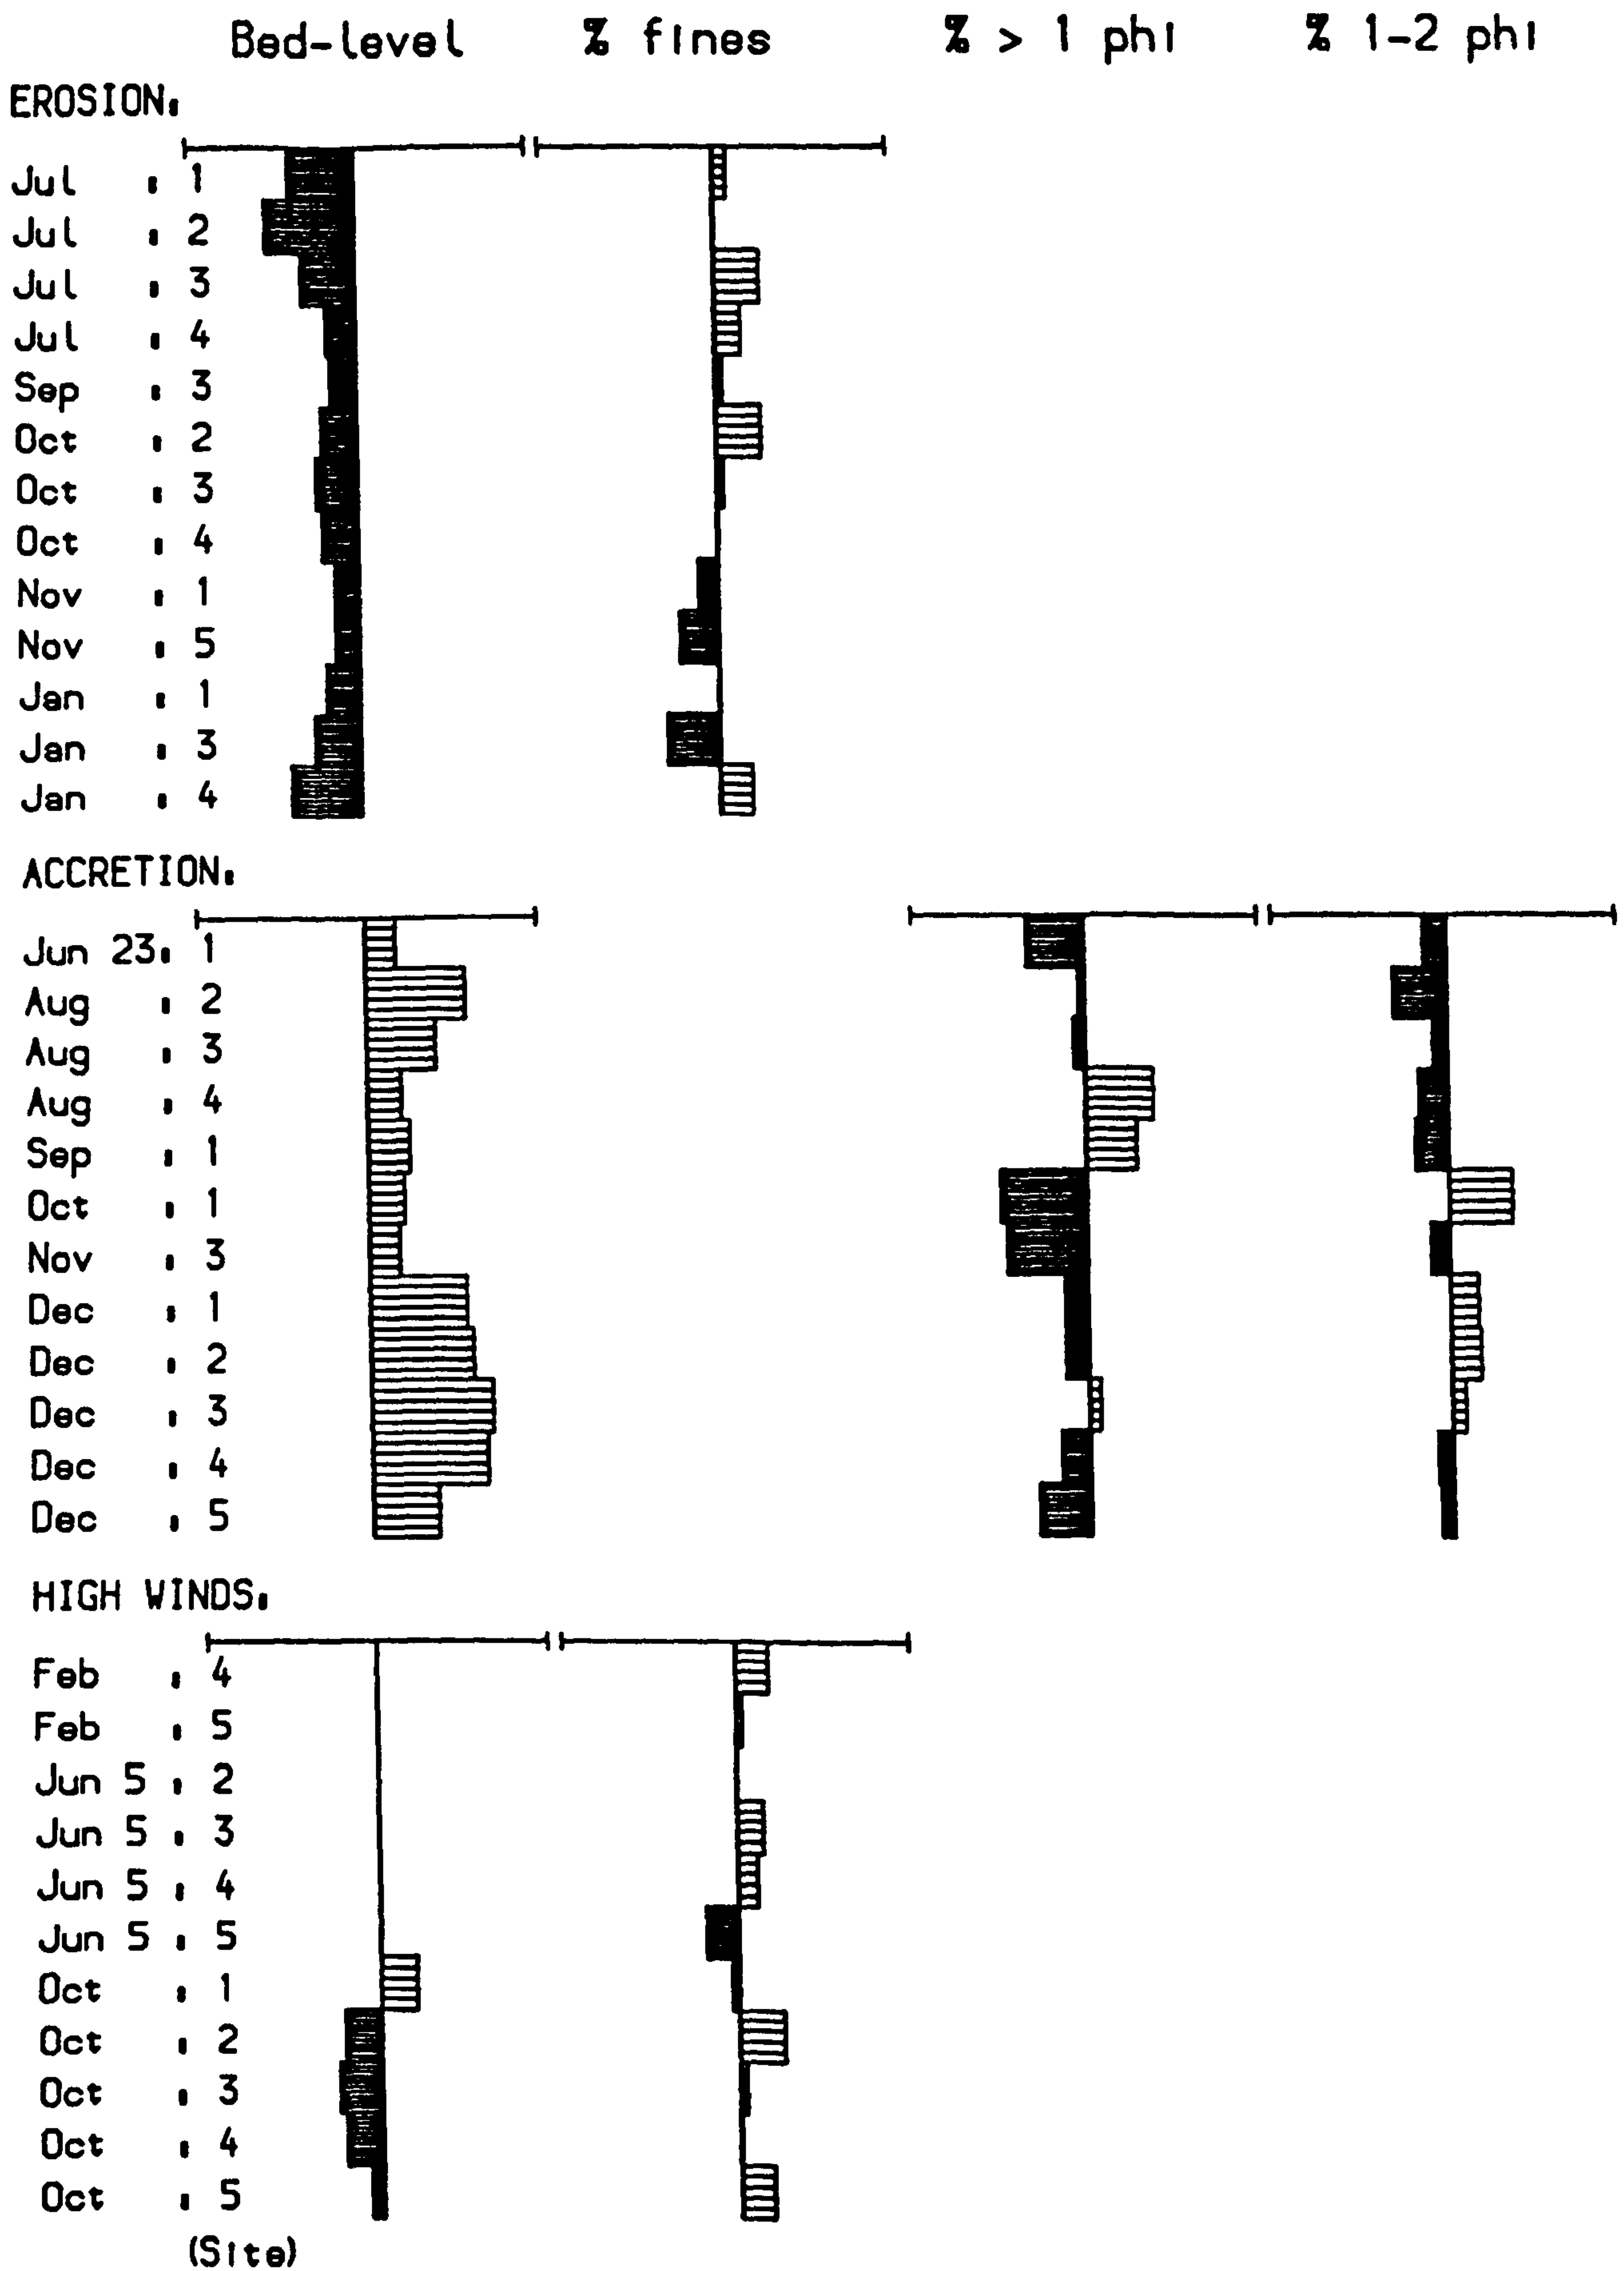 Bed-level % fines % > 1 phi % 1-2 phi
EROSION:
Jul : 1
Jul : 2
Jul : 3
Jul : 4
Sep : 3
Oct : 2
Oct : 3
Oct : 4
Nov : 1
Nov : 5
Jan : 1
Jan : 3
Jan : 4
ACCRETION:
Jun 23: 1
Aug : 2
Aug : 3
Aug : 4
Sep : 1
Oct : 1
Nov : 3
Dec : 1
Dec : 2
Dec : 3
Dec : 4
Dec : 5
HIGH WINDS:
Feb : 4
Feb : 5
Jun 5 : 2
Jun 5 : 3
Jun 5 : 4
Jun 5 : 5
Oct : 1
Oct : 2
Oct : 3
Oct : 4
Oct : 5
(Site)